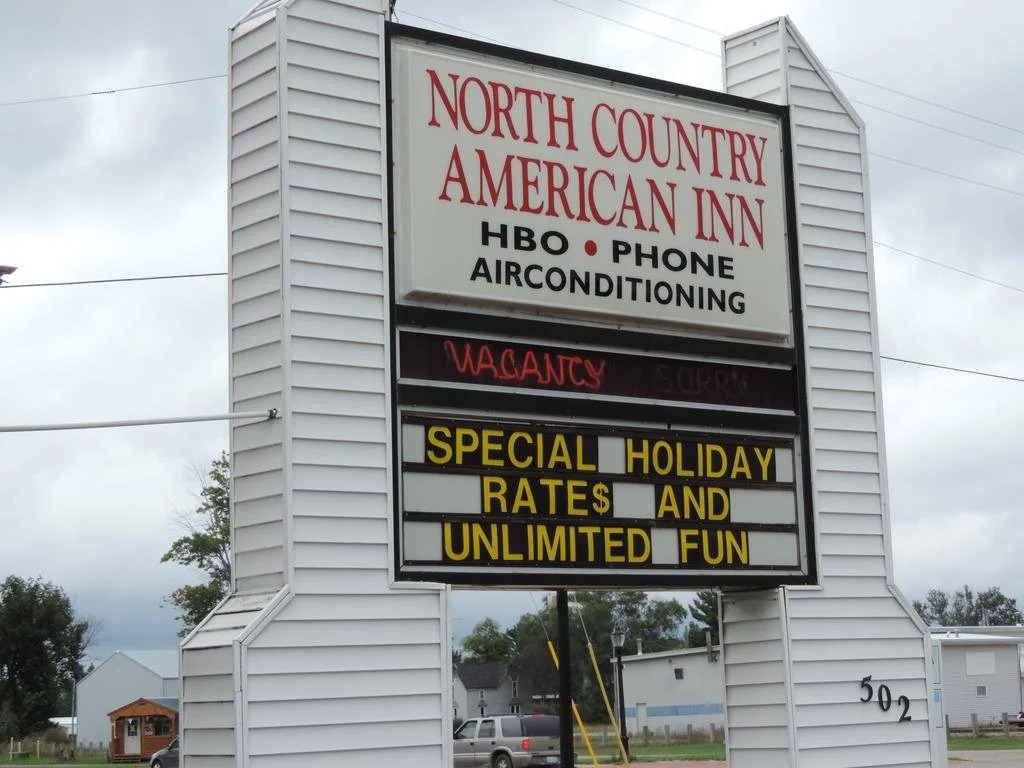 NORTH COUNTRY
AMERICAN INN
HBO • PHONE
AIRCONDITIONING
VACANCY SORRY
SPECIAL HOLIDAY
RATE$ AND
UNLIMITED FUN
502